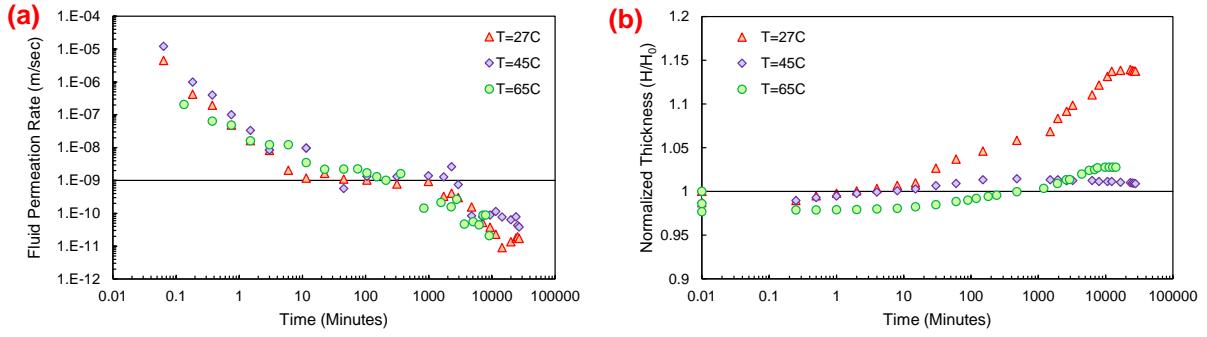 (a)
Fluid Permeation Rate (m/sec)
1.E-04
1.E-05
1.E-06
1.E-07
1.E-08
1.E-09
1.E-10
1.E-11
1.E-12
T=27C
T=45C
T=65C
0.01 0.1 1 10 100 1000 10000 100000
Time (Minutes)
(b)
Normalized Thickness (H/H0)
1.2
1.15
1.1
1.05
1
0.95
0.9
T=27C
T=45C
T=65C
0.01 0.1 1 10 100 1000 10000 100000
Time (Minutes)